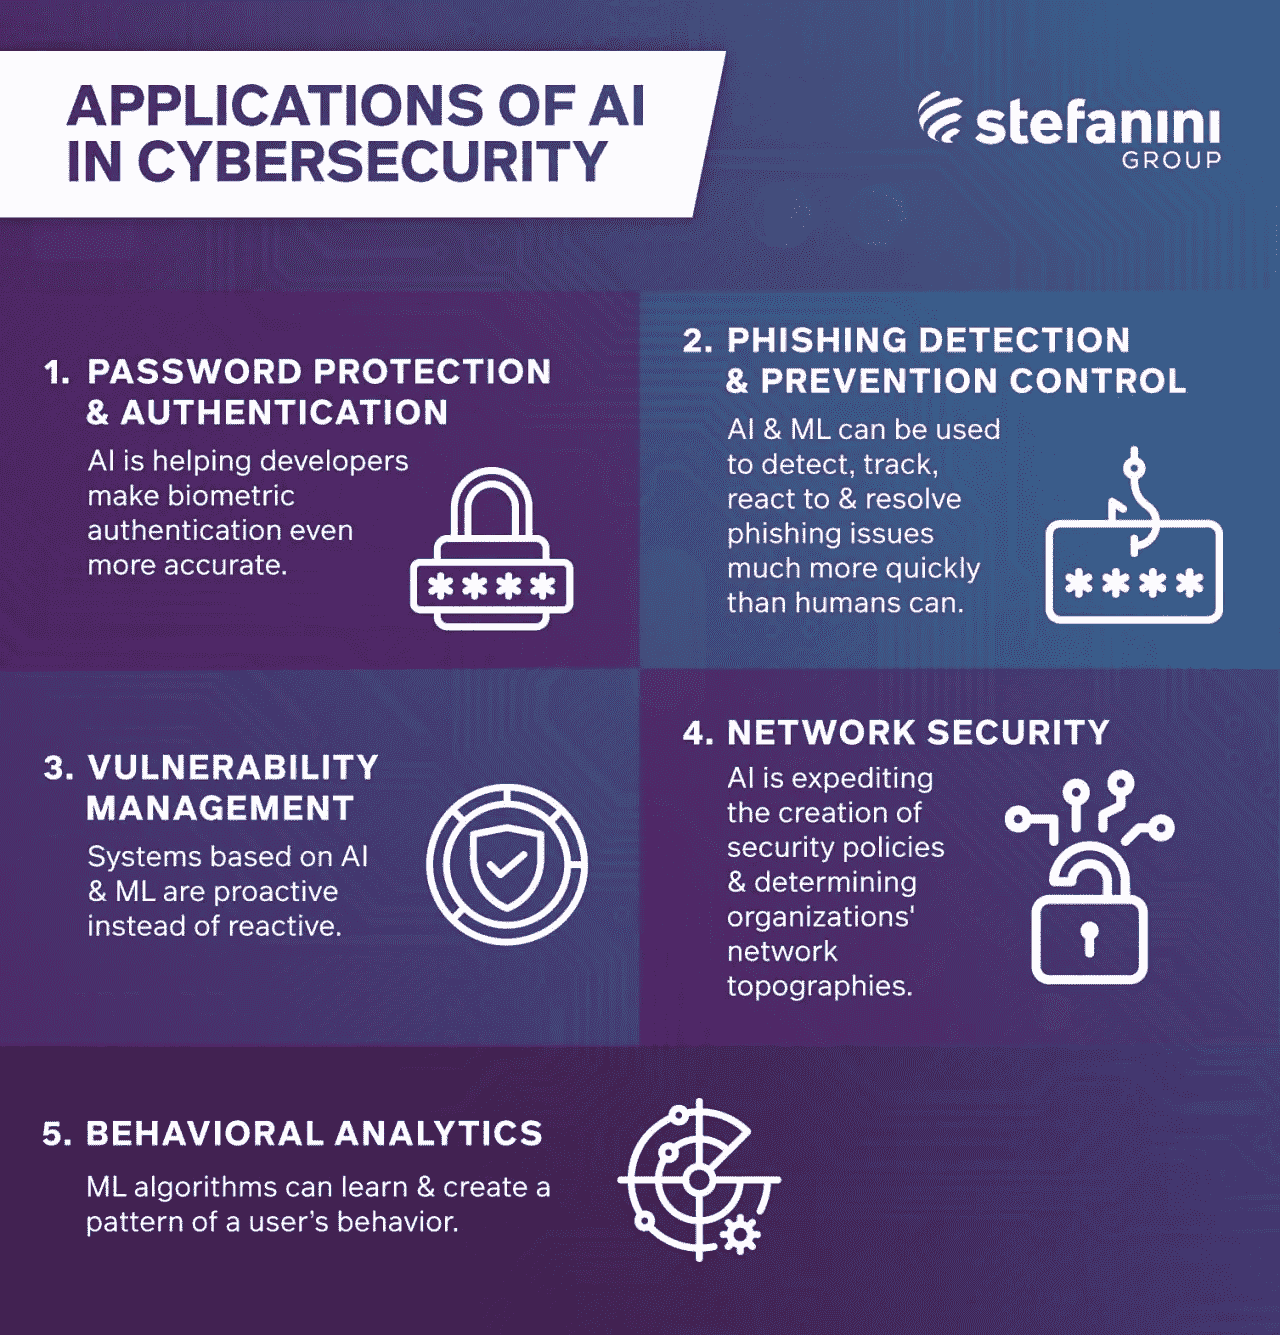 APPLICATIONS OF AI
IN CYBERSECURITY
stefanini
GROUP
1. PASSWORD PROTECTION
& AUTHENTICATION
AI is helping developers
make biometric
authentication even
more accurate.
****
2. PHISHING DETECTION
& PREVENTION CONTROL
AI & ML can be used
to detect, track,
react to & resolve
phishing issues
much more quickly
than humans can.
****
3. VULNERABILITY
MANAGEMENT
Systems based on AI
& ML are proactive
instead of reactive.
4. NETWORK SECURITY
AI is expediting
the creation of
security policies
& determining
organizations'
network
topographies.
5. BEHAVIORAL ANALYTICS
ML algorithms can learn & create a
pattern of a user’s behavior.